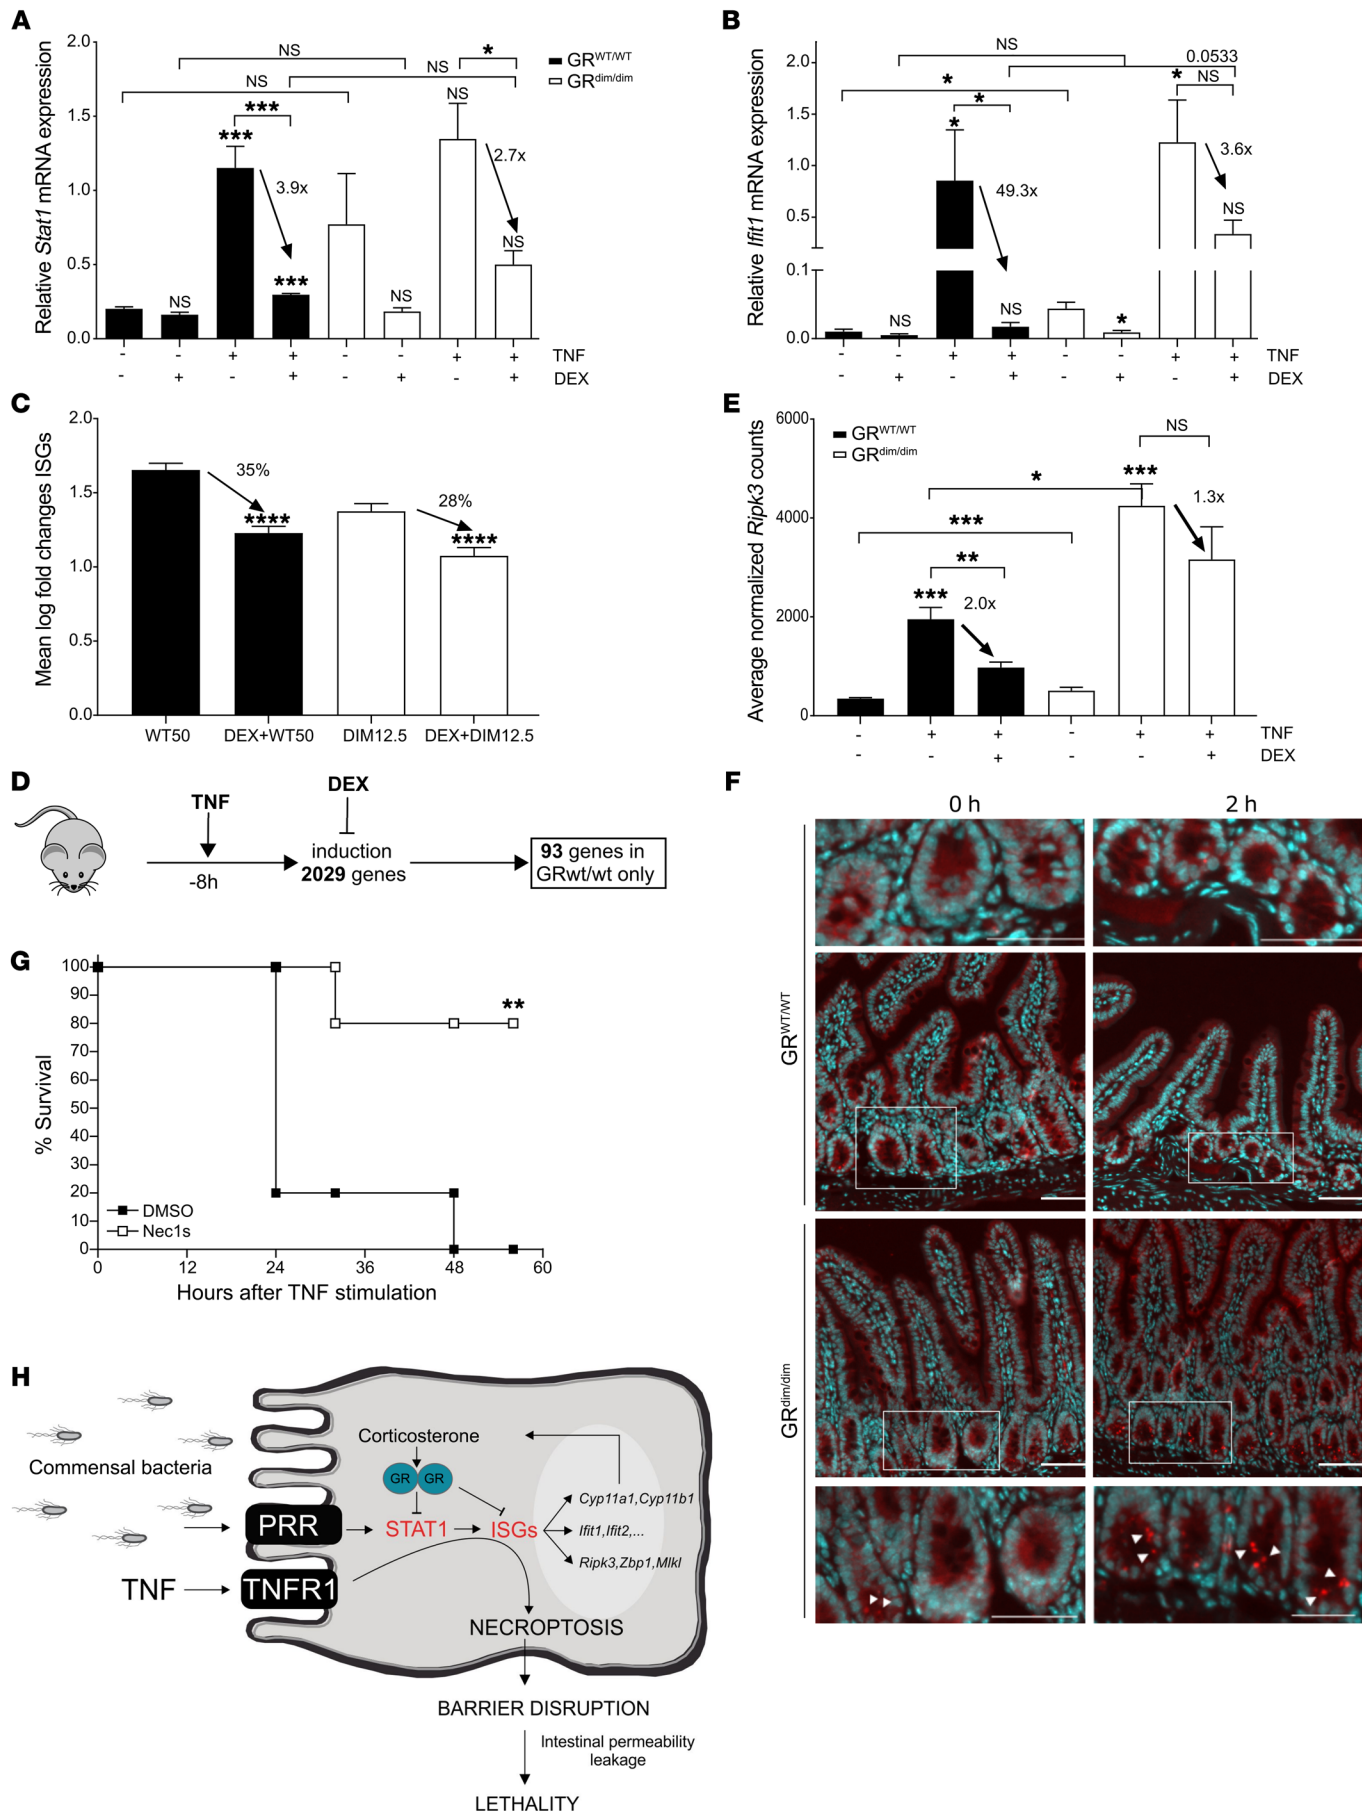 A
2.0
1.5
1.0
0.5
0.0
Relative Stat1 mRNA expression
NS
NS
NS
*
***
***
NS
3.9x
***
NS
NS
2.7x
NS
GRWT/WT
GRdim/dim
- - + + - - + + TNF
- + - + - + - + DEX
B
2.0
1.5
1.0
0.5
0.1
0.0
Relative Ifit1 mRNA expression
NS
0.0533
*
*
NS
*
*
NS
49.3x
NS
*
3.6x
NS
- - + + - - + + TNF
- + - + - + - + DEX
C
2.0
1.5
1.0
0.5
0.0
Mean log fold changes ISGs
35%
****
28%
****
WT50 DEX+WT50 DIM12.5 DEX+DIM12.5
E
6000
4000
2000
0
Average normalized Ripk3 counts
GRWT/WT
GRdim/dim
NS
***
*
1.3x
***
**
***
2.0x
- + + - + + TNF
- - + - - + DEX
D
TNF
-8h
DEX
induction
2029 genes
93 genes in
GRwt/wt only
F
0 h 2 h
GRWT/WT
GRdim/dim
G
100
90
80
70
60
50
40
30
20
10
0
% Survival
**
DMSO
Nec1s
0 12 24 36 48 60
Hours after TNF stimulation
H
Commensal bacteria
TNF
PRR
TNFR1
Corticosterone
GR GR
STAT1
ISGs
Cyp11a1,Cyp11b1
Ifit1,Ifit2,...
Ripk3,Zbp1,Mlkl
NECROPTOSIS
BARRIER DISRUPTION
Intestinal permeability
leakage
LETHALITY